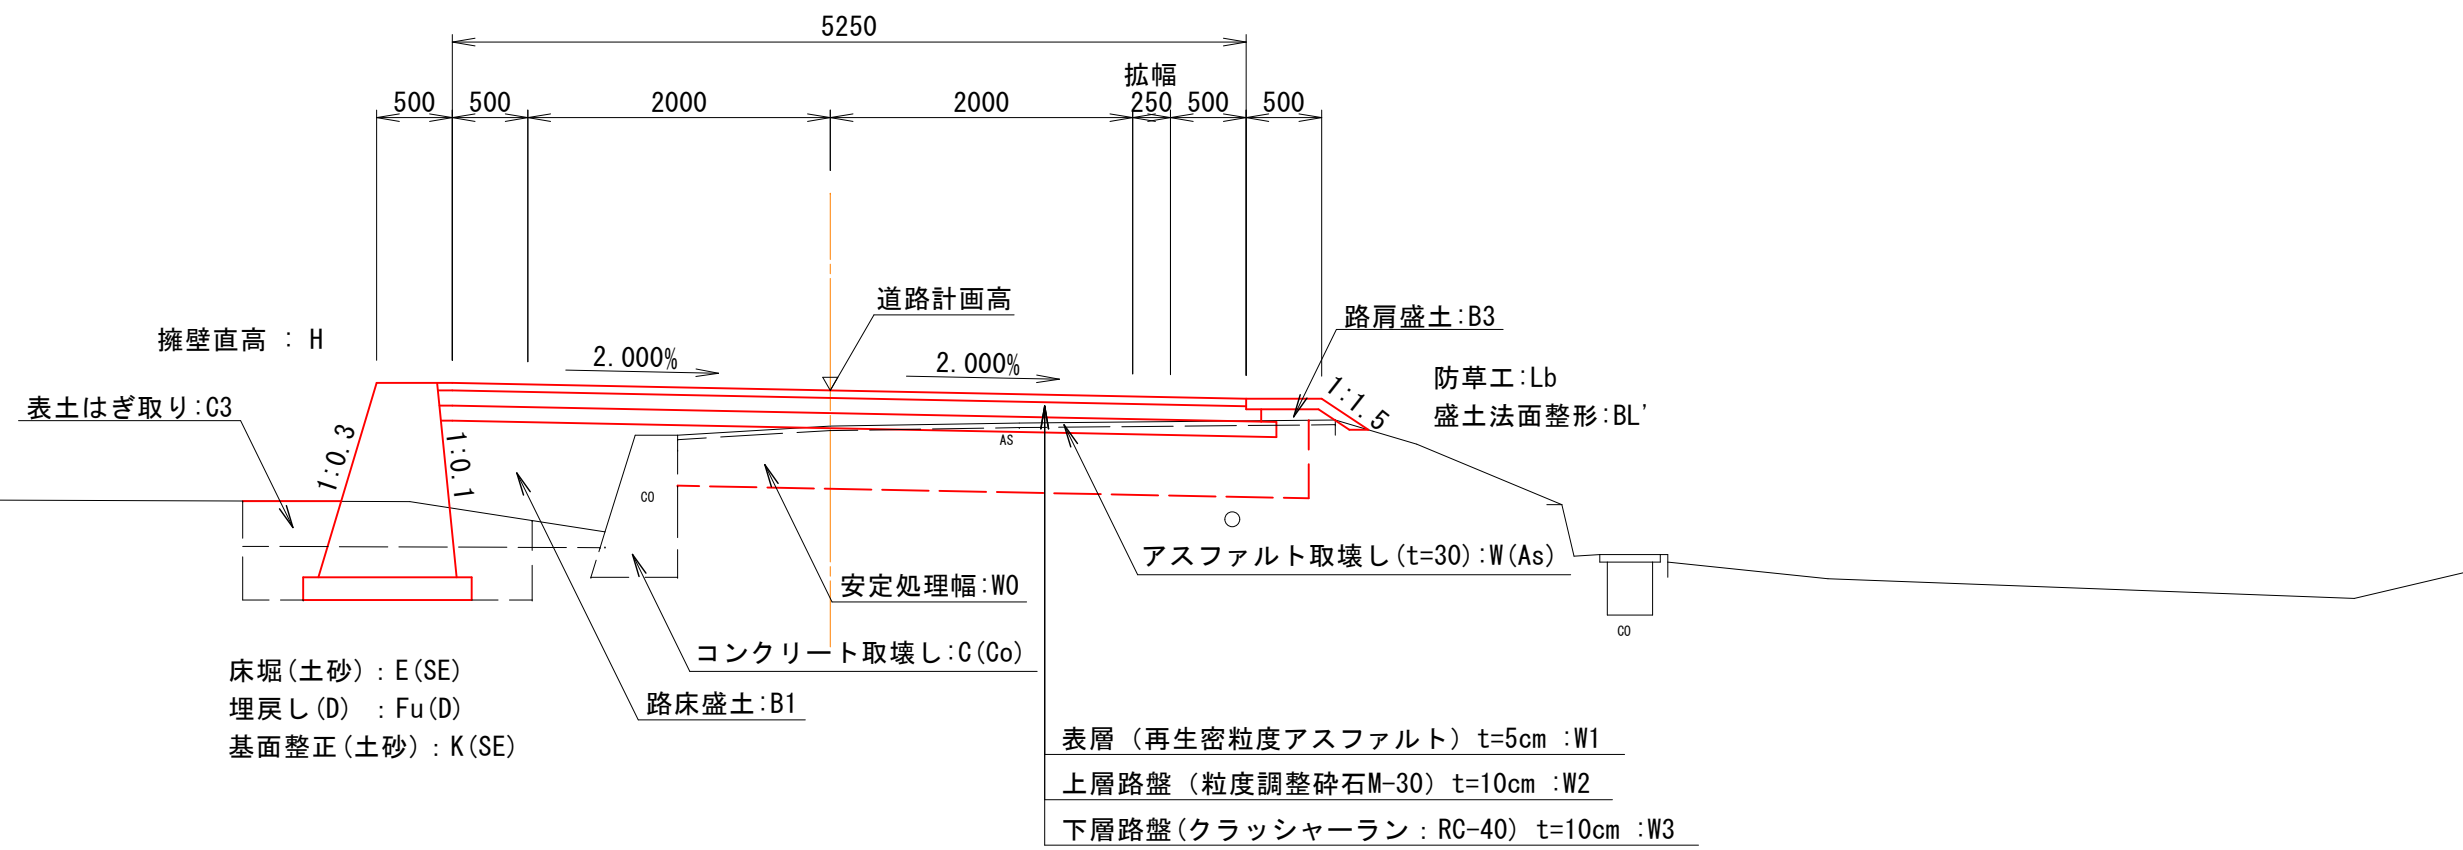 5250
拡幅
500 500 2000 2000 250 500 500
道路計画高
路肩盛土:B3
擁壁直高 : H
2.000% 2.000%
防草工:Lb
表土はぎ取り:C3
1:1.5
盛土法面整形:BL'
1:0.3
1:0.1
AS
CO
アスファルト取壊し(t=30):W(As)
安定処理幅:W0
CO
コンクリート取壊し:C(Co)
床堀(土砂) : E(SE)
路床盛土:B1
埋戻し(D) : Fu(D)
基面整正(土砂) : K(SE)
表層 (再生密粒度アスファルト) t=5cm :W1
上層路盤 (粒度調整砕石M-30) t=10cm :W2
下層路盤(クラッシャーラン : RC-40) t=10cm :W3